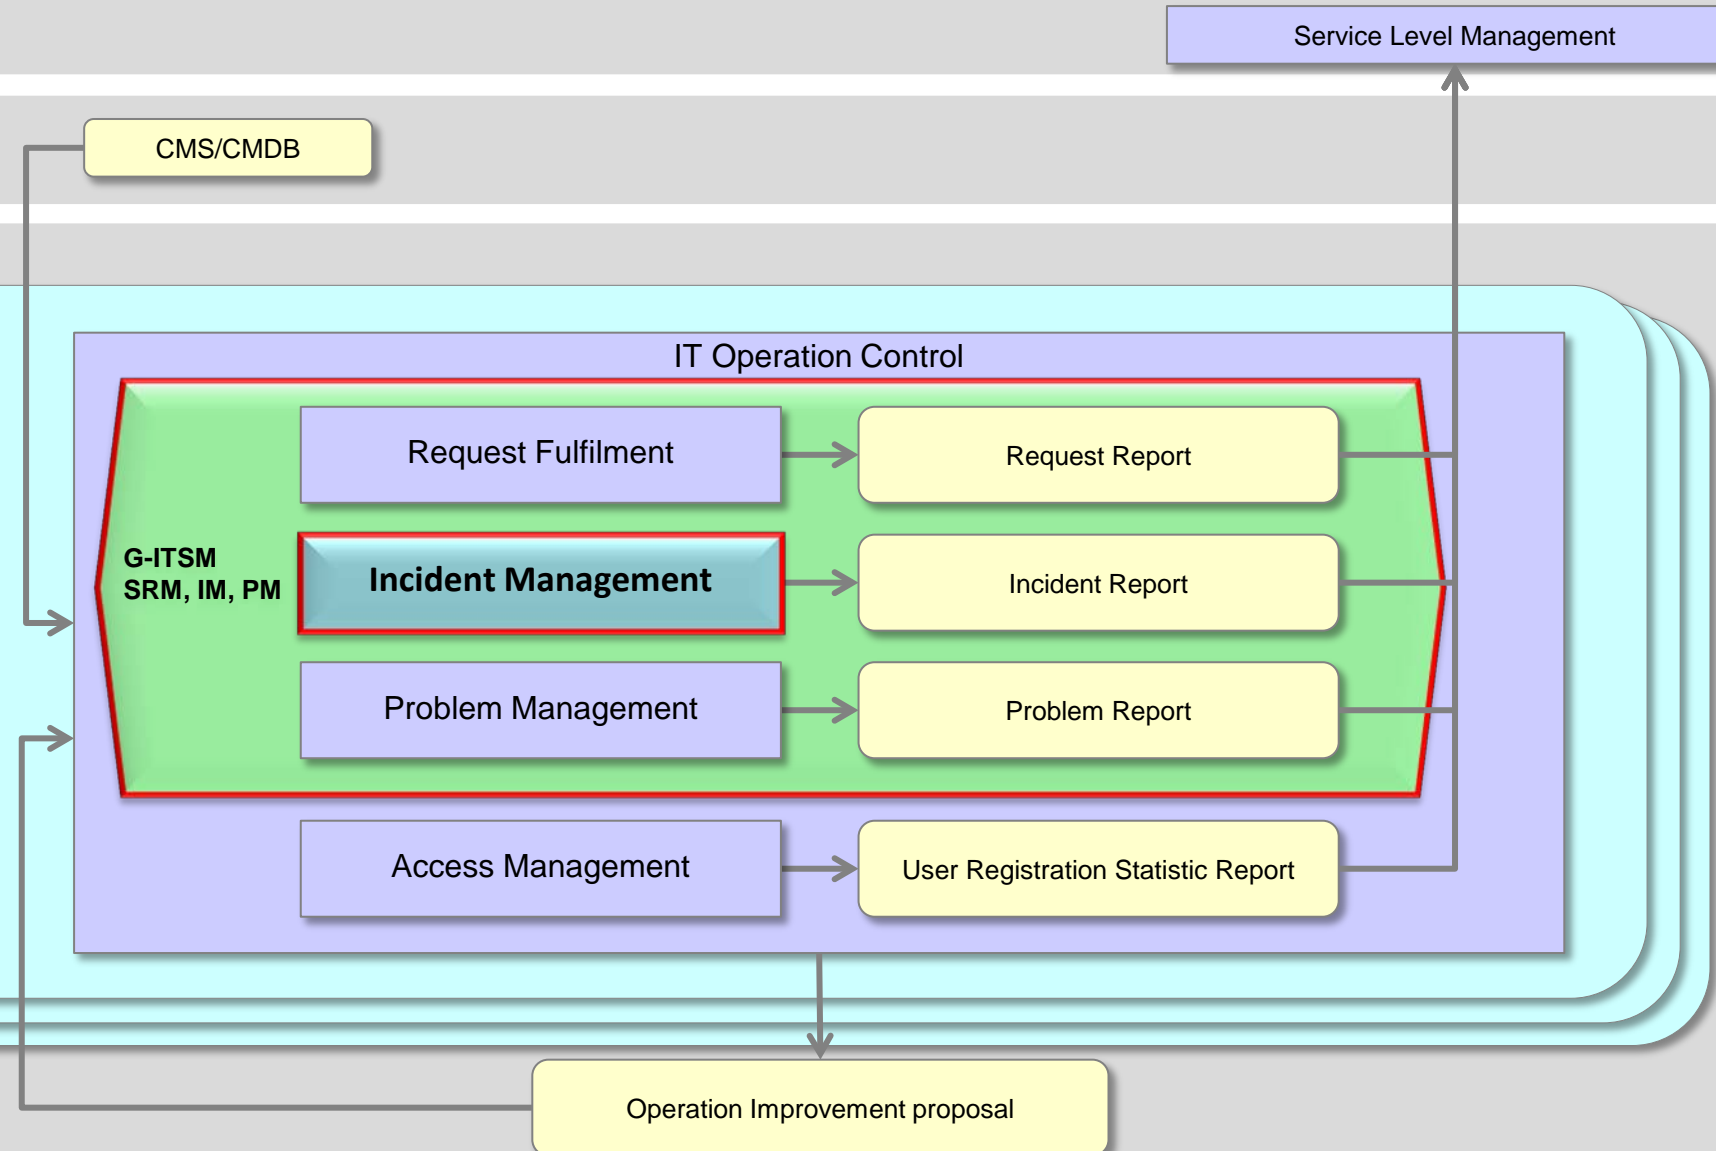 Service Level Management
CMS/CMDB
IT Operation Control
Request Fulfilment
Request Report
G-ITSM
SRM, IM, PM
Incident Management
Incident Report
Problem Management
Problem Report
Access Management
User Registration Statistic Report
Operation Improvement proposal